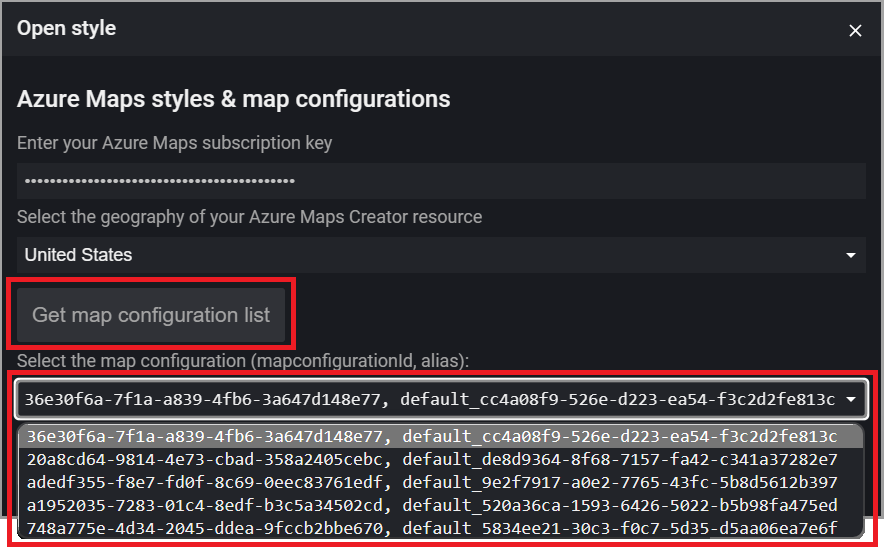 Open style
Azure Maps styles & map configurations
Enter your Azure Maps subscription key
•••••••••••••••••••••••••••••••••••••••••••
Select the geography of your Azure Maps Creator resource
United States
Get map configuration list
Select the map configuration (mapconfigurationId, alias):
36e30f6a-7f1a-a839-4fb6-3a647d148e77, default_cc4a08f9-526e-d223-ea54-f3c2d2fe813c
36e30f6a-7f1a-a839-4fb6-3a647d148e77, default_cc4a08f9-526e-d223-ea54-f3c2d2fe813c
20a8cd64-9814-4e73-cbad-358a2405cebc, default_de8d9364-8f68-7157-fa42-c341a37282e7
adedf355-f8e7-fd0f-8c69-0eec83761edf, default_9e2f7917-a0e2-7765-43fc-5b8d5612b397
a1952035-7283-01c4-8edf-b3c5a34502cd, default_520a36ca-1593-6426-5022-b5b98fa475ed
748a775e-4d34-2045-ddea-9fccb2bbe670, default_5834ee21-30c3-f0c7-5d35-d5aa06ea7e6f